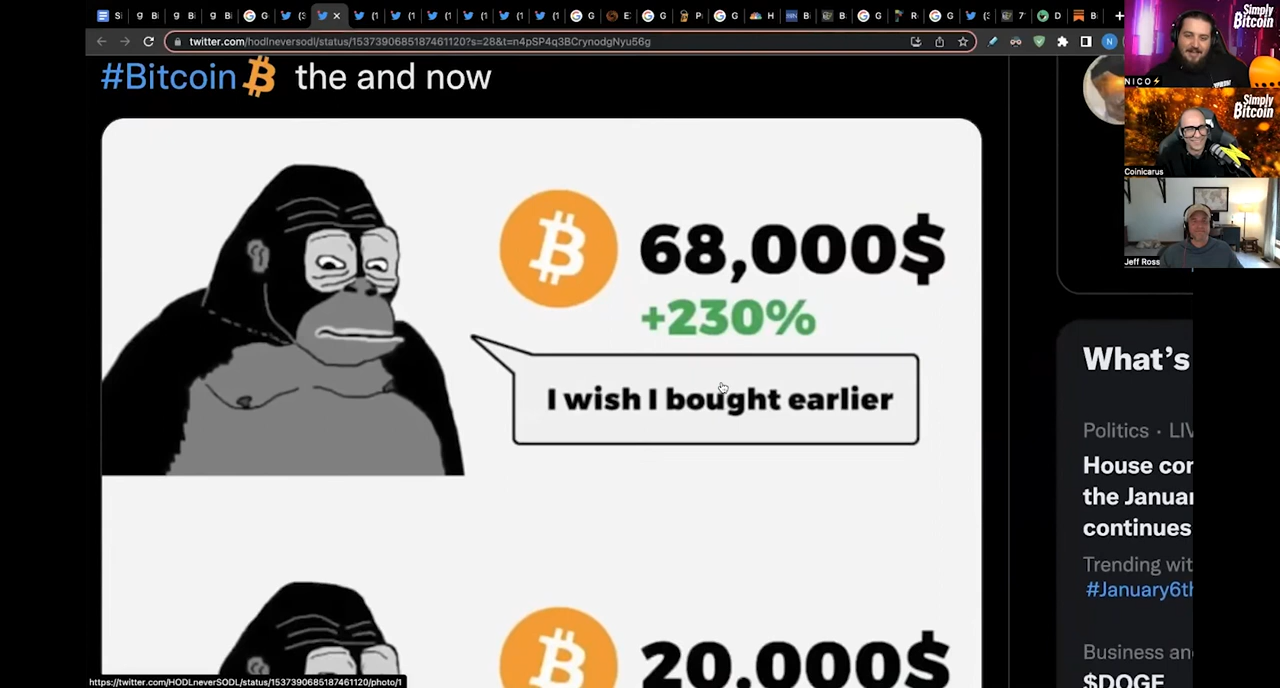 twitter.com/hodlneversodl/status/1537390685187461120?s=28&t=n4pSP4q3BCrynodgNyu56g
#Bitcoin the and now
68,000$
+230%
I wish I bought earlier
20,000$
https://twitter.com/HODLneverSODL/status/1537390685187461120/photo/1
What's
Politics · LIV
House cor
the Januar
continues
Trending wit
#January6th
Business an
$DOGE
Simply
Bitcoin
NICO⚡
Simply
Bitcoin
Coinicarus
Jeff Ross